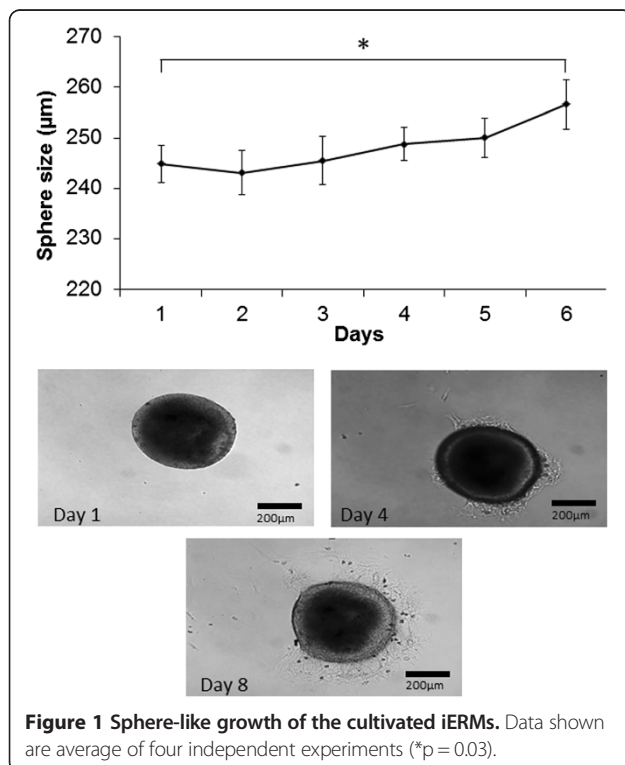 270
260
250
240
230
220
Sphere size (µm)
*
1 2 3 4 5 6
Days
Day 1
200µm
Day 4
200µm
Day 8
200µm
Figure 1 Sphere-like growth of the cultivated iERMs. Data shown
are average of four independent experiments (*p = 0.03).